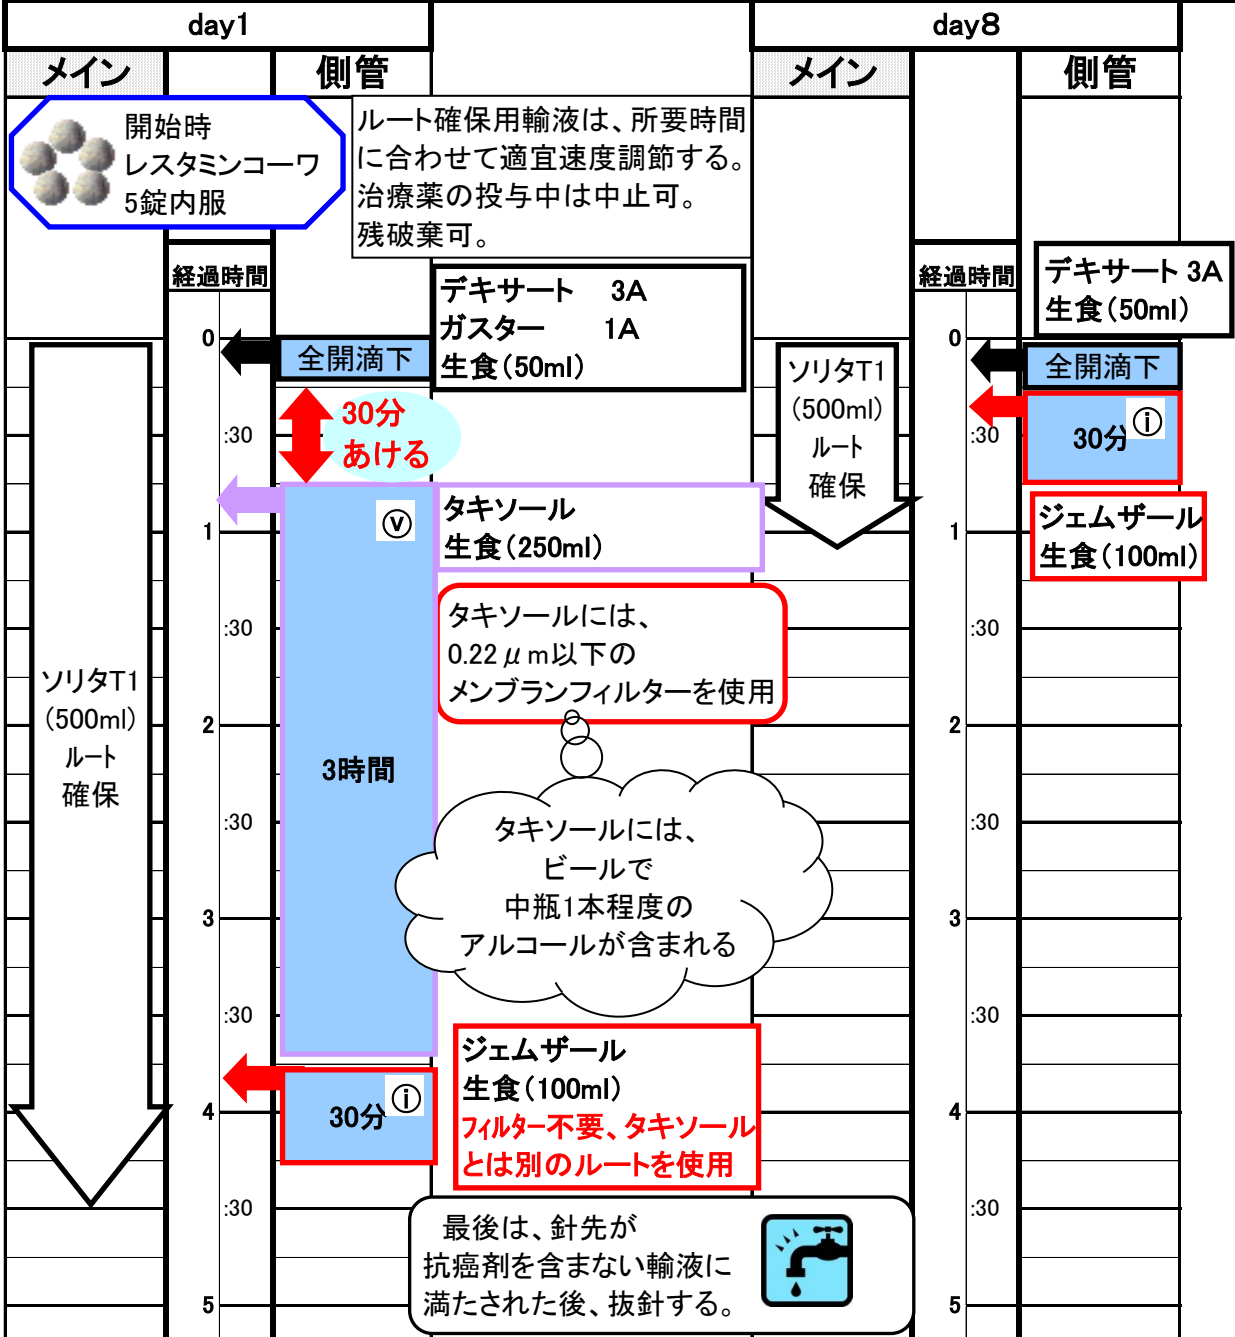 day1
day8
メイン
側管
メイン
側管
開始時
レスタミンコーワ
5錠内服
ルート確保用輸液は、所要時間
に合わせて適宜速度調節する。
治療薬の投与中は中止可。
残破棄可。
経過時間
デキサート 3A
ガスター 1A
生食(50ml)
経過時間
デキサート 3A
生食(50ml)
0
全開滴下
0
全開滴下
ソリタT1
(500ml)
ルート
確保
30分
あける
:30
:30
30分
ⓘ
ⓥ
タキソール
生食(250ml)
ジェムザール
生食(100ml)
1
1
:30
:30
タキソールには、
0.22μm以下の
メンブランフィルターを使用
ソリタT1
(500ml)
ルート
確保
2
2
3時間
:30
:30
タキソールには、
ビールで
中瓶1本程度の
アルコールが含まれる
3
3
:30
:30
ジェムザール
生食(100ml)
フィルター不要、タキソール
とは別のルートを使用
30分
ⓘ
4
4
:30
:30
最後は、針先が
抗癌剤を含まない輸液に
満たされた後、抜針する。
5
5